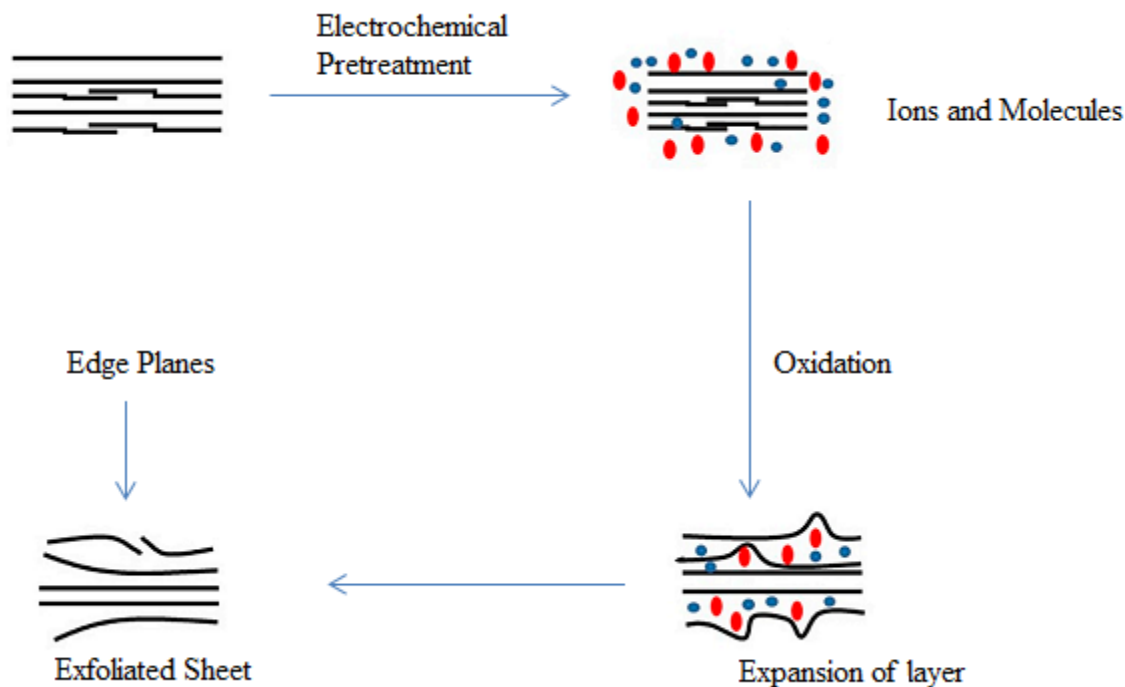 Electrochemical
Pretreatment
Ions and Molecules
Edge Planes
Oxidation
Exfoliated Sheet
Expansion of layer